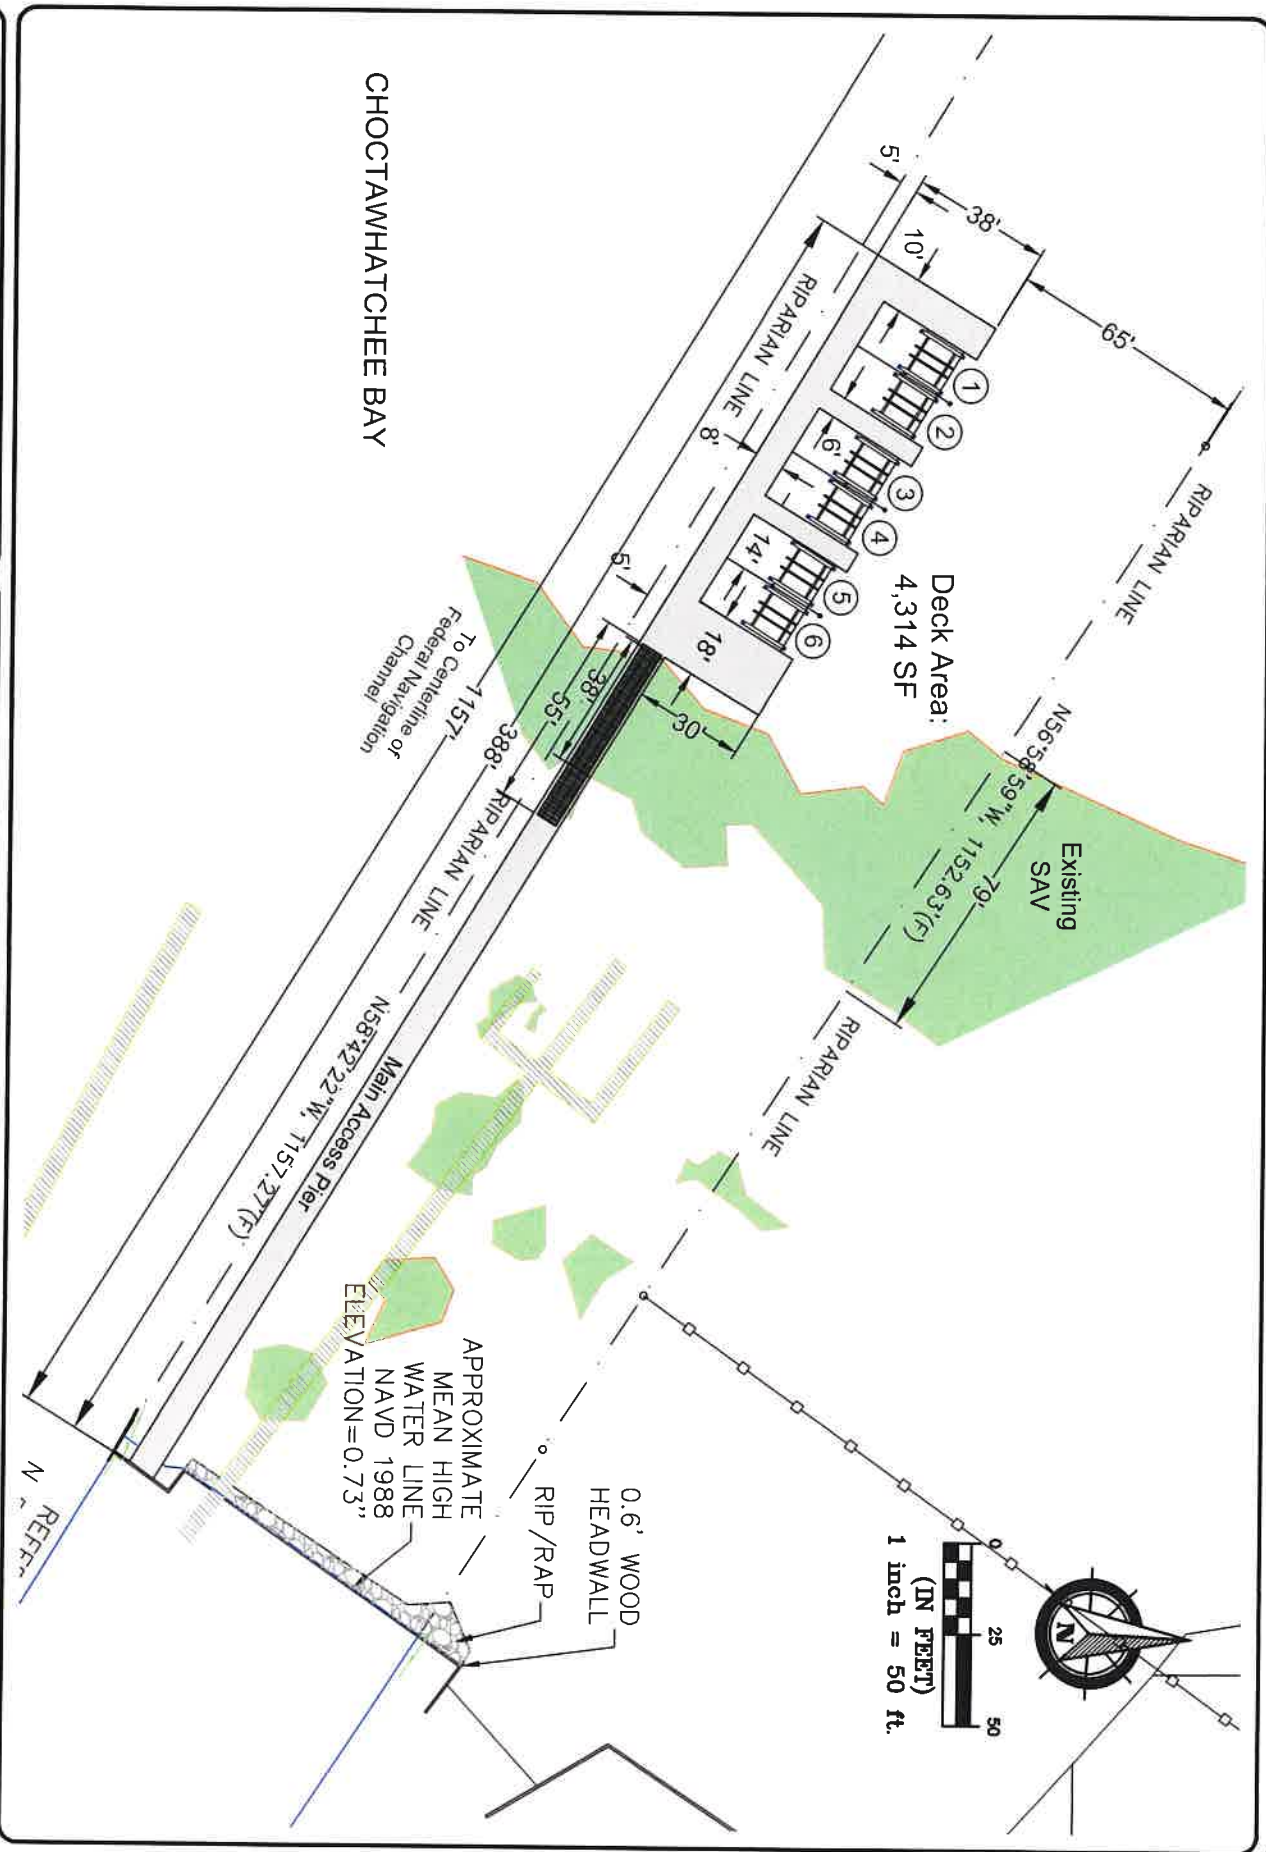 CHOCTAWHATCHEE BAY
5'
38'
10'
65'
RIPARIAN LINE
8'
1
2
6'
3
4
14'
5
6
18'
5'
30'
Deck Area:
4,314 SF
RIPARIAN LINE
N56°58'59"W, 1152.63'(F)
79'
Existing
SAV
RIPARIAN LINE
38'
55'
388'
1157'
To Centerline of
Federal Navigation
Channel
RIPARIAN LINE
N58°42'22"W, 1157.27'(F)
Main Access Pier
APPROXIMATE
MEAN HIGH
WATER LINE
NAVD 1988
ELEVATION=0.73"
RIP/RAP
0.6' WOOD
HEADWALL
0
25
50
(IN FEET)
1 inch = 50 ft.
N
N